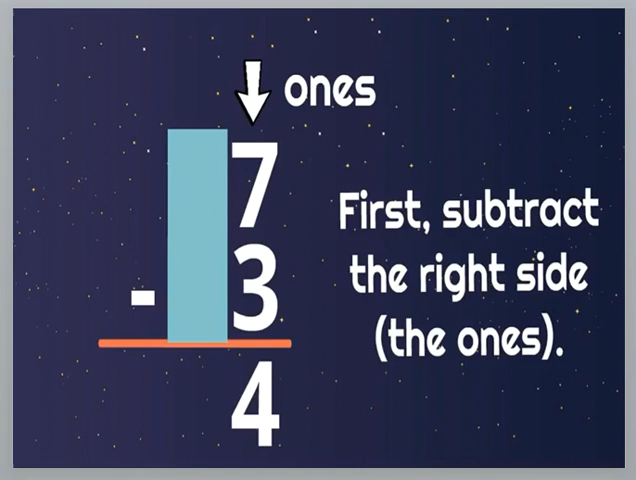 ones
7
- 3
4
First, subtract
the right side
(the ones).